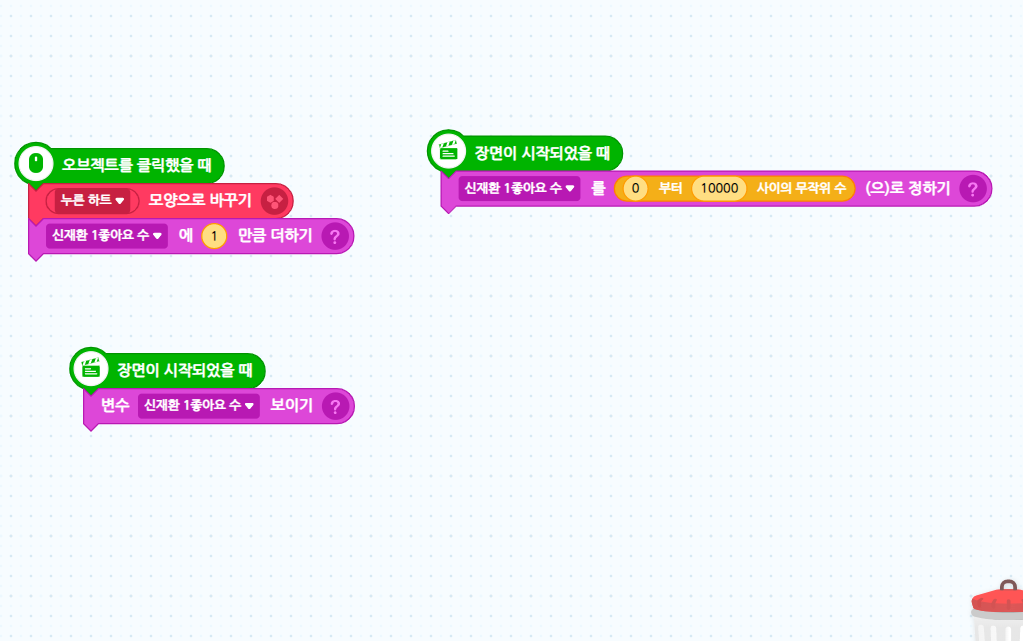 오브젝트를 클릭했을 때
누른 하트 모양으로 바꾸기
신재환 1좋아요 수 에 1 만큼 더하기 ?
장면이 시작되었을 때
신재환 1좋아요 수 를 0 부터 10000 사이의 무작위 수 (으)로 정하기 ?
장면이 시작되었을 때
변수 신재환 1좋아요 수 보이기 ?